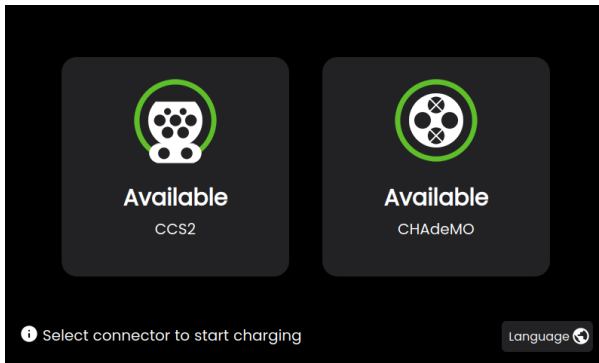 Available
CCS2
Available
CHAdeMO
Select connector to start charging
Language